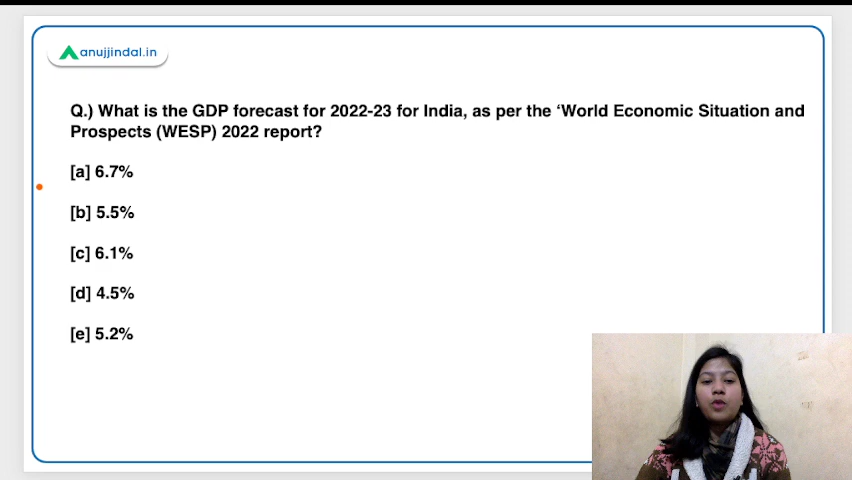 anujjindal.in
Q.) What is the GDP forecast for 2022-23 for India, as per the ‘World Economic Situation and
Prospects (WESP) 2022 report?
[a] 6.7%
[b] 5.5%
[c] 6.1%
[d] 4.5%
[e] 5.2%